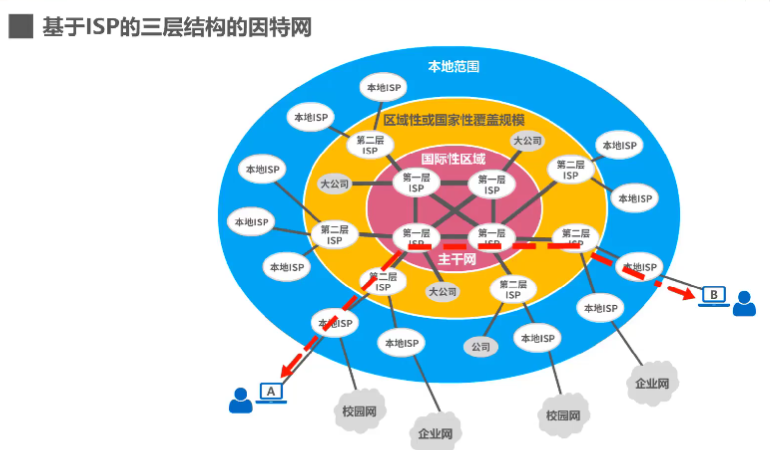 基于ISP的三层结构的因特网
本地范围
本地ISP
本地ISP
区域性或国家性覆盖规模
第二层
ISP
大公司
本地ISP
国际性区域
第二层
ISP
本地ISP
大公司
第一层
ISP
第一层
ISP
本地ISP
本地ISP
第二层
ISP
第一层
ISP
第一层
ISP
第二层
ISP
主干网
本地ISP
本地ISP
第二层
ISP
大公司
第二层
ISP
B
本地ISP
本地ISP
本地ISP
公司
本地ISP
A
校园网
企业网
校园网
企业网